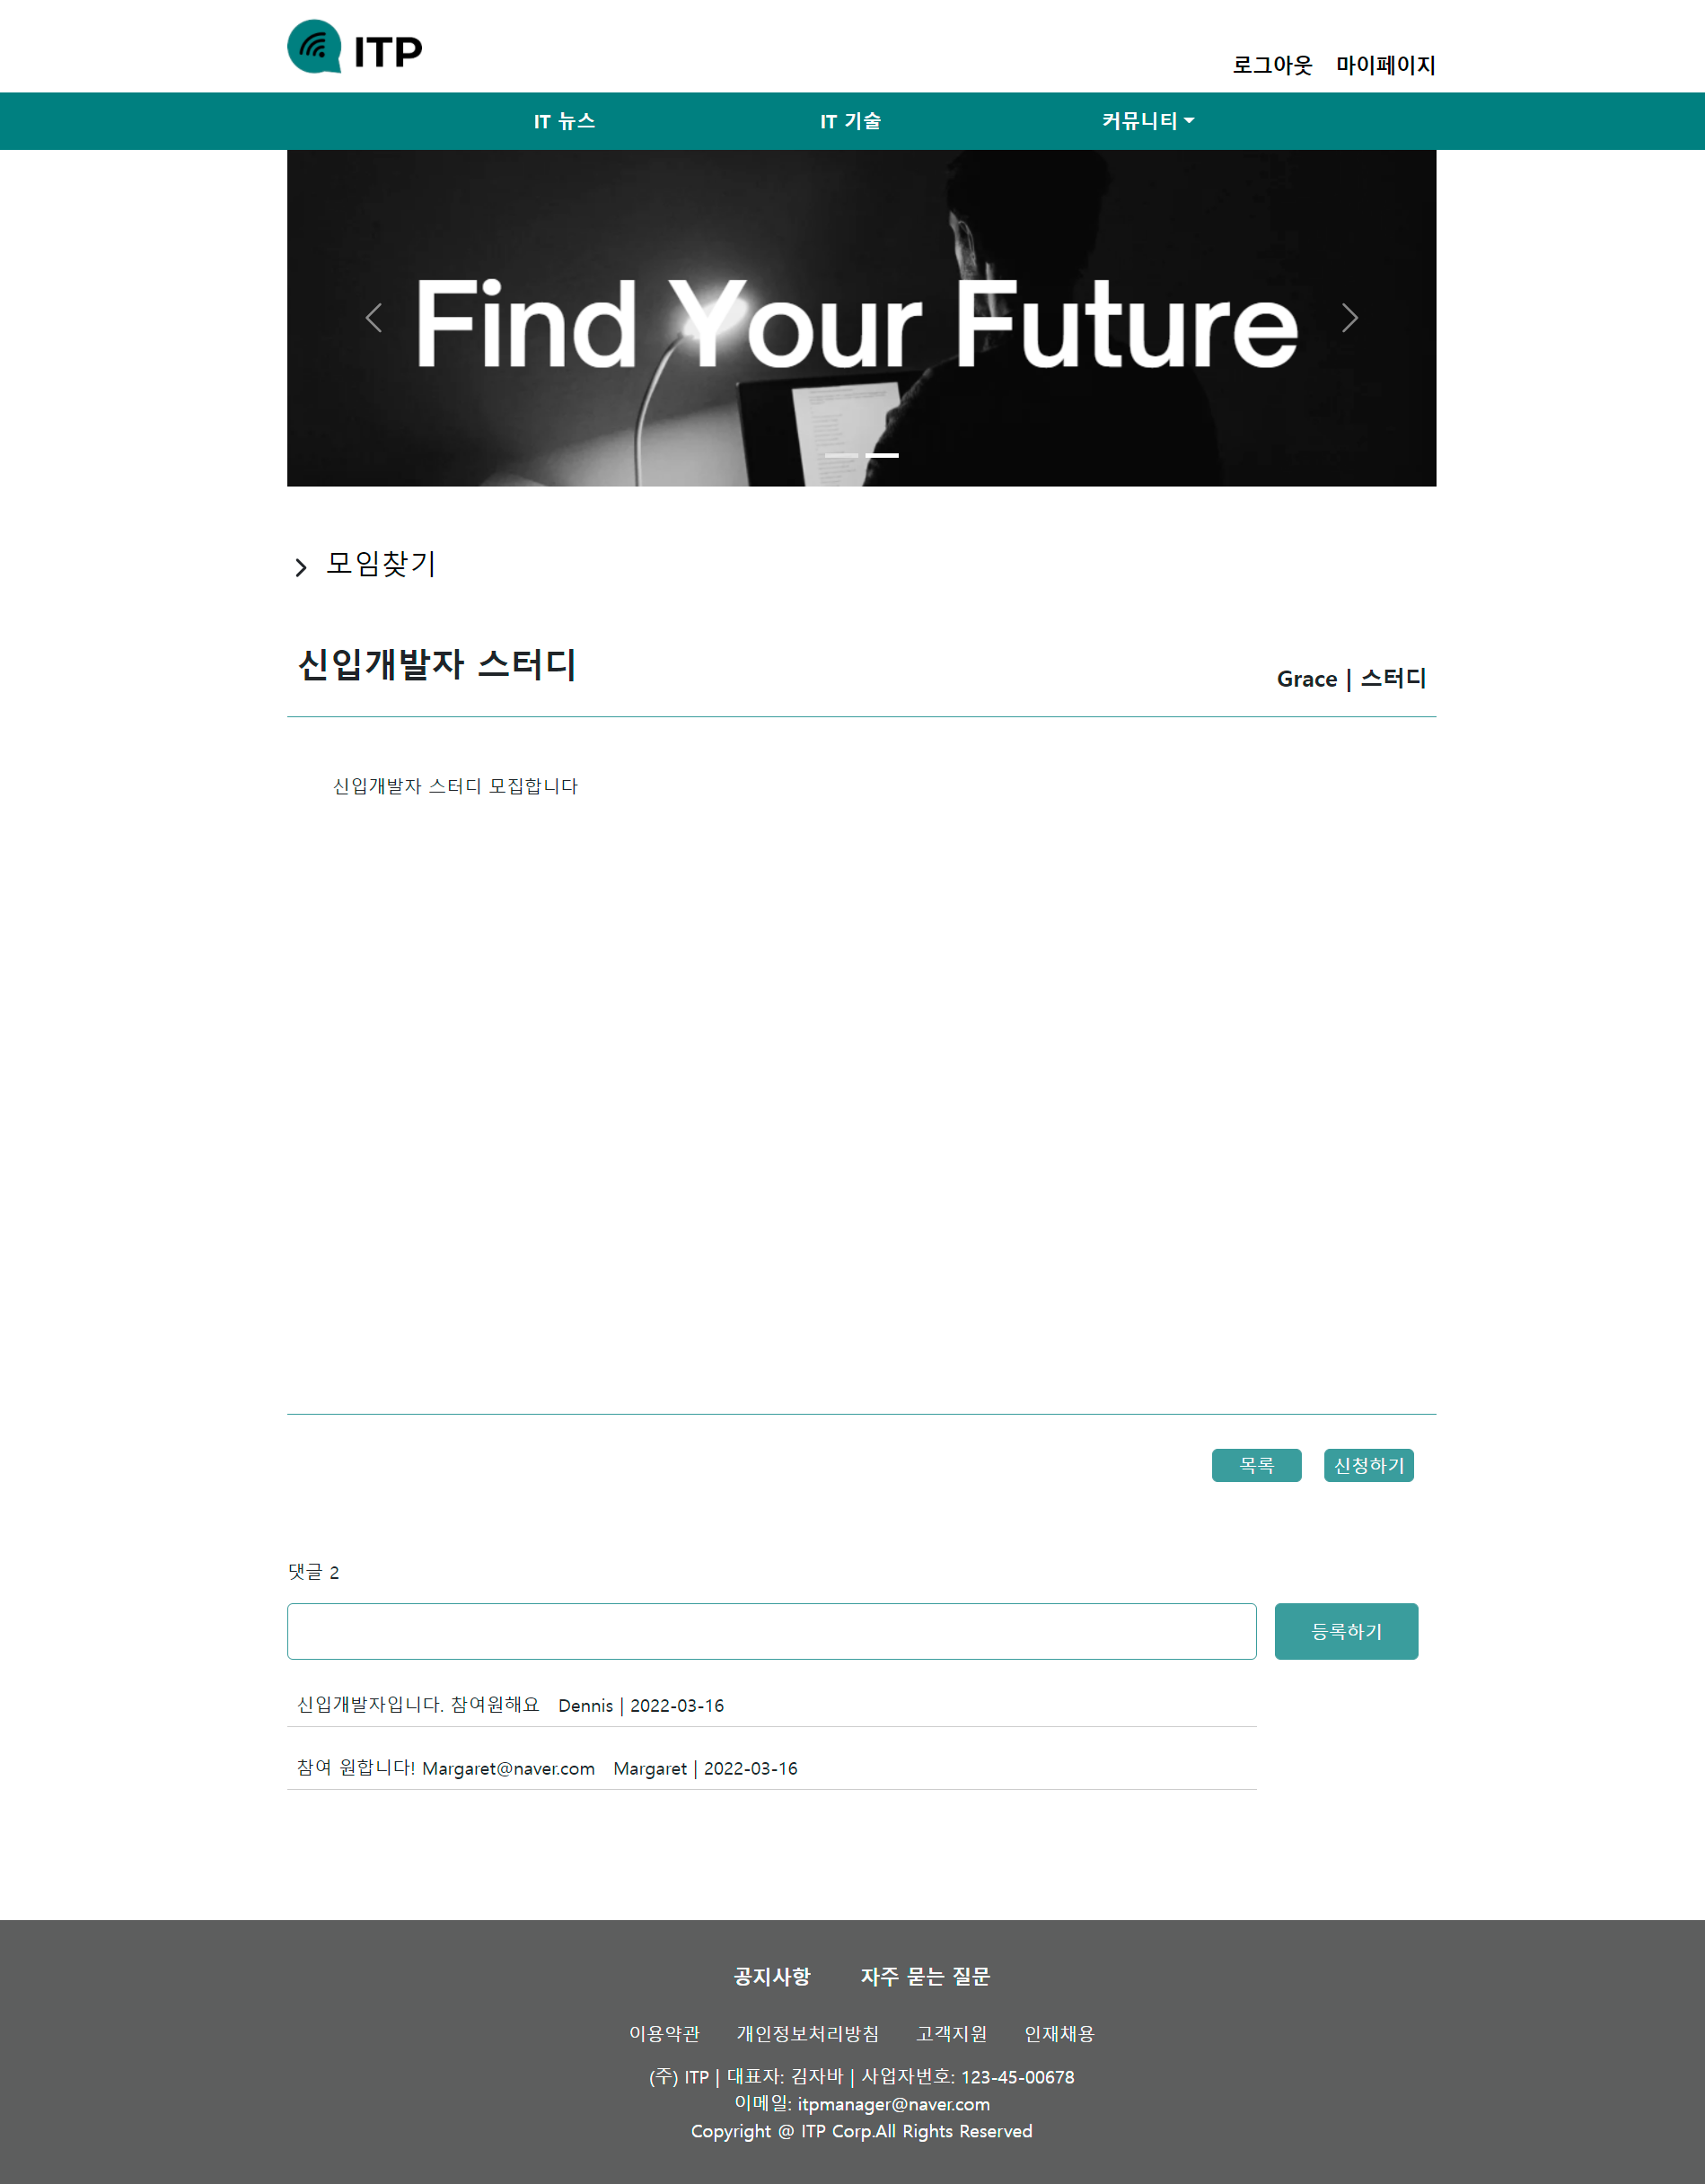 ITP
로그아웃 마이페이지
IT 뉴스 IT 기술 커뮤니티
Find Your Future
모임찾기
신입개발자 스터디
Grace | 스터디
신입개발자 스터디 모집합니다
목록 신청하기
댓글 2
등록하기
신입개발자입니다. 참여원해요 Dennis | 2022-03-16
참여 원합니다! Margaret@naver.com Margaret | 2022-03-16
공지사항 자주 묻는 질문
이용약관 개인정보처리방침 고객지원 인재채용
(주) ITP | 대표자: 김자바 | 사업자번호: 123-45-00678
이메일: itpmanager@naver.com
Copyright @ ITP Corp.All Rights Reserved